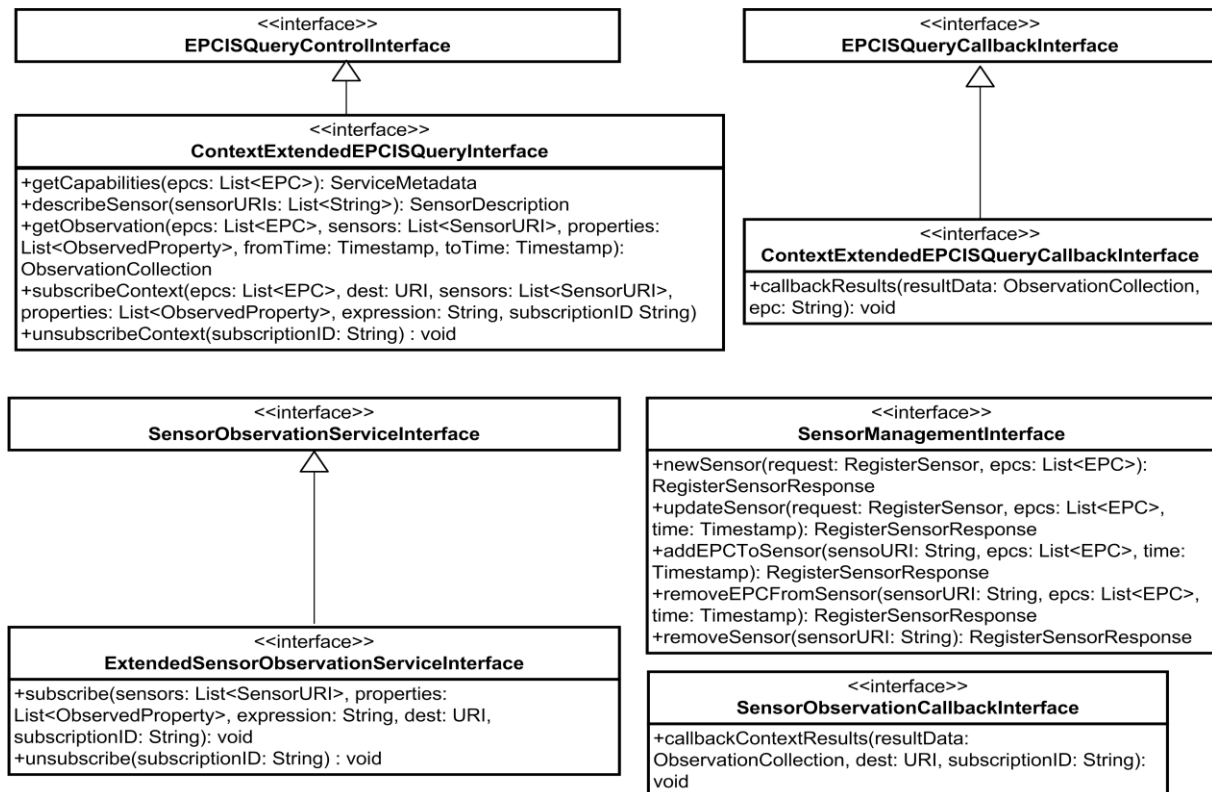 <<interface>>
EPCISQueryControlInterface
<<interface>>
EPCISQueryCallbackInterface
<<interface>>
ContextExtendedEPCISQueryInterface
+getCapabilities(epcs: List<EPC>): ServiceMetadata
+describeSensor(sensorURIs: List<String>): SensorDescription
+getObservation(epcs: List<EPC>, sensors: List<SensorURI>, properties:
List<ObservedProperty>, fromTime: Timestamp, toTime: Timestamp):
ObservationCollection
+subscribeContext(epcs: List<EPC>, dest: URI, sensors: List<SensorURI>,
properties: List<ObservedProperty>, expression: String, subscriptionID String)
+unsubscribeContext(subscriptionID: String) : void
<<interface>>
ContextExtendedEPCISQueryCallbackInterface
+callbackResults(resultData: ObservationCollection,
epc: String): void
<<interface>>
SensorObservationServiceInterface
<<interface>>
SensorManagementInterface
+newSensor(request: RegisterSensor, epcs: List<EPC>):
RegisterSensorResponse
+updateSensor(request: RegisterSensor, epcs: List<EPC>,
time: Timestamp): RegisterSensorResponse
+addEPCToSensor(sensoURI: String, epcs: List<EPC>, time:
Timestamp): RegisterSensorResponse
+removeEPCFromSensor(sensorURI: String, epcs: List<EPC>,
time: Timestamp): RegisterSensorResponse
+removeSensor(sensorURI: String): RegisterSensorResponse
<<interface>>
ExtendedSensorObservationServiceInterface
+subscribe(sensors: List<SensorURI>, properties:
List<ObservedProperty>, expression: String, dest: URI,
subscriptionID: String): void
+unsubscribe(subscriptionID: String) : void
<<interface>>
SensorObservationCallbackInterface
+callbackContextResults(resultData:
ObservationCollection, dest: URI, subscriptionID: String):
void